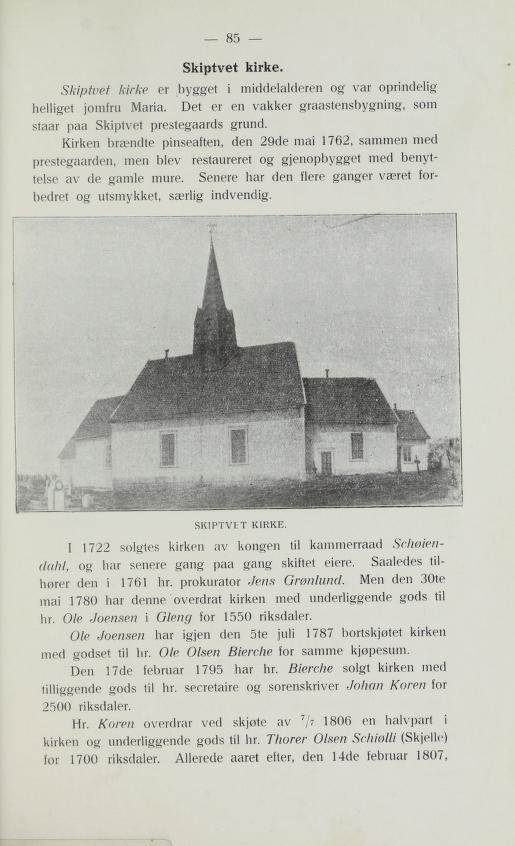 — 85 —
Skiptvet kirke.
Skiptvet kirke er bygget i middelalderen og var oprindelig
helliget jomfru Maria. Det er en vakker graastensbygning, som
staar paa Skiptvet prestegaards grund.
Kirken brændte pinseaften, den 29de mai 1762, sammen med
prestegaarden, men blev restaureret og gjenopbygget med benyt-
telse av de gamle mure. Senere har den flere ganger været for-
bedret og utsmykket, særlig indvendig.
SKIPTVET KIRKE.
I 1722 solgtes kirken av kongen til kammerraad Schøien-
dahl, og har senere gang paa gang skiftet eiere. Saaledes til-
hører den i 1761 hr. prokurator Jens Grønlund. Men den 30te
mai 1780 har denne overdrat kirken med underliggende gods til
hr. Ole Joensen i Gleng for 1550 riksdaler.
Ole Joensen har igjen den 5te juli 1787 bortskjøtet kirken
med godset til hr. Ole Olsen Bierche for samme kjøpesum.
Den 17de februar 1795 har hr. Bierche solgt kirken med
tilliggende gods til hr. secretaire og sorenskriver Johan Koren for
2500 riksdaler.
Hr. Koren overdrar ved skjøte av 7/7 1806 en halvpart i
kirken og underliggende gods til hr. Thorer Olsen Schiølli (Skjelle)
for 1700 riksdaler. Allerede aaret efter, den 14de februar 1807,